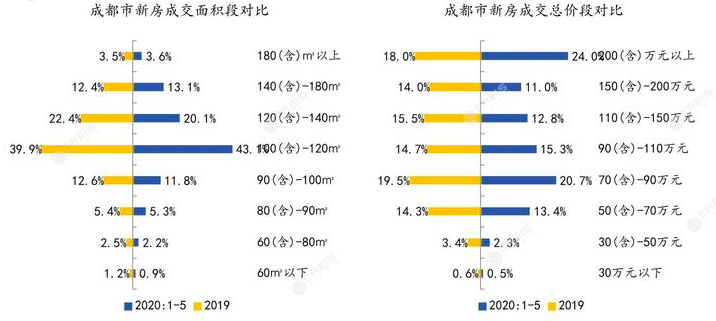 成都市新房成交面积段对比
3.5% 3.6% 180(含)㎡以上
12.4% 13.1% 140(含)-180㎡
22.4% 20.1% 120(含)-140㎡
39.9% 43.1% 100(含)-120㎡
12.6% 11.8% 90(含)-100㎡
5.4% 5.3% 80(含)-90㎡
2.5% 2.2% 60(含)-80㎡
1.2% 0.9% 60㎡以下
2020:1-5 2019
成都市新房成交总价段对比
18.0% 24.0% 200(含)万元以上
14.0% 11.0% 150(含)-200万元
15.5% 12.8% 110(含)-150万元
14.7% 15.3% 90(含)-110万元
19.5% 20.7% 70(含)-90万元
14.3% 13.4% 50(含)-70万元
3.4% 2.3% 30(含)-50万元
0.6% 0.5% 30万元以下
2020:1-5 2019